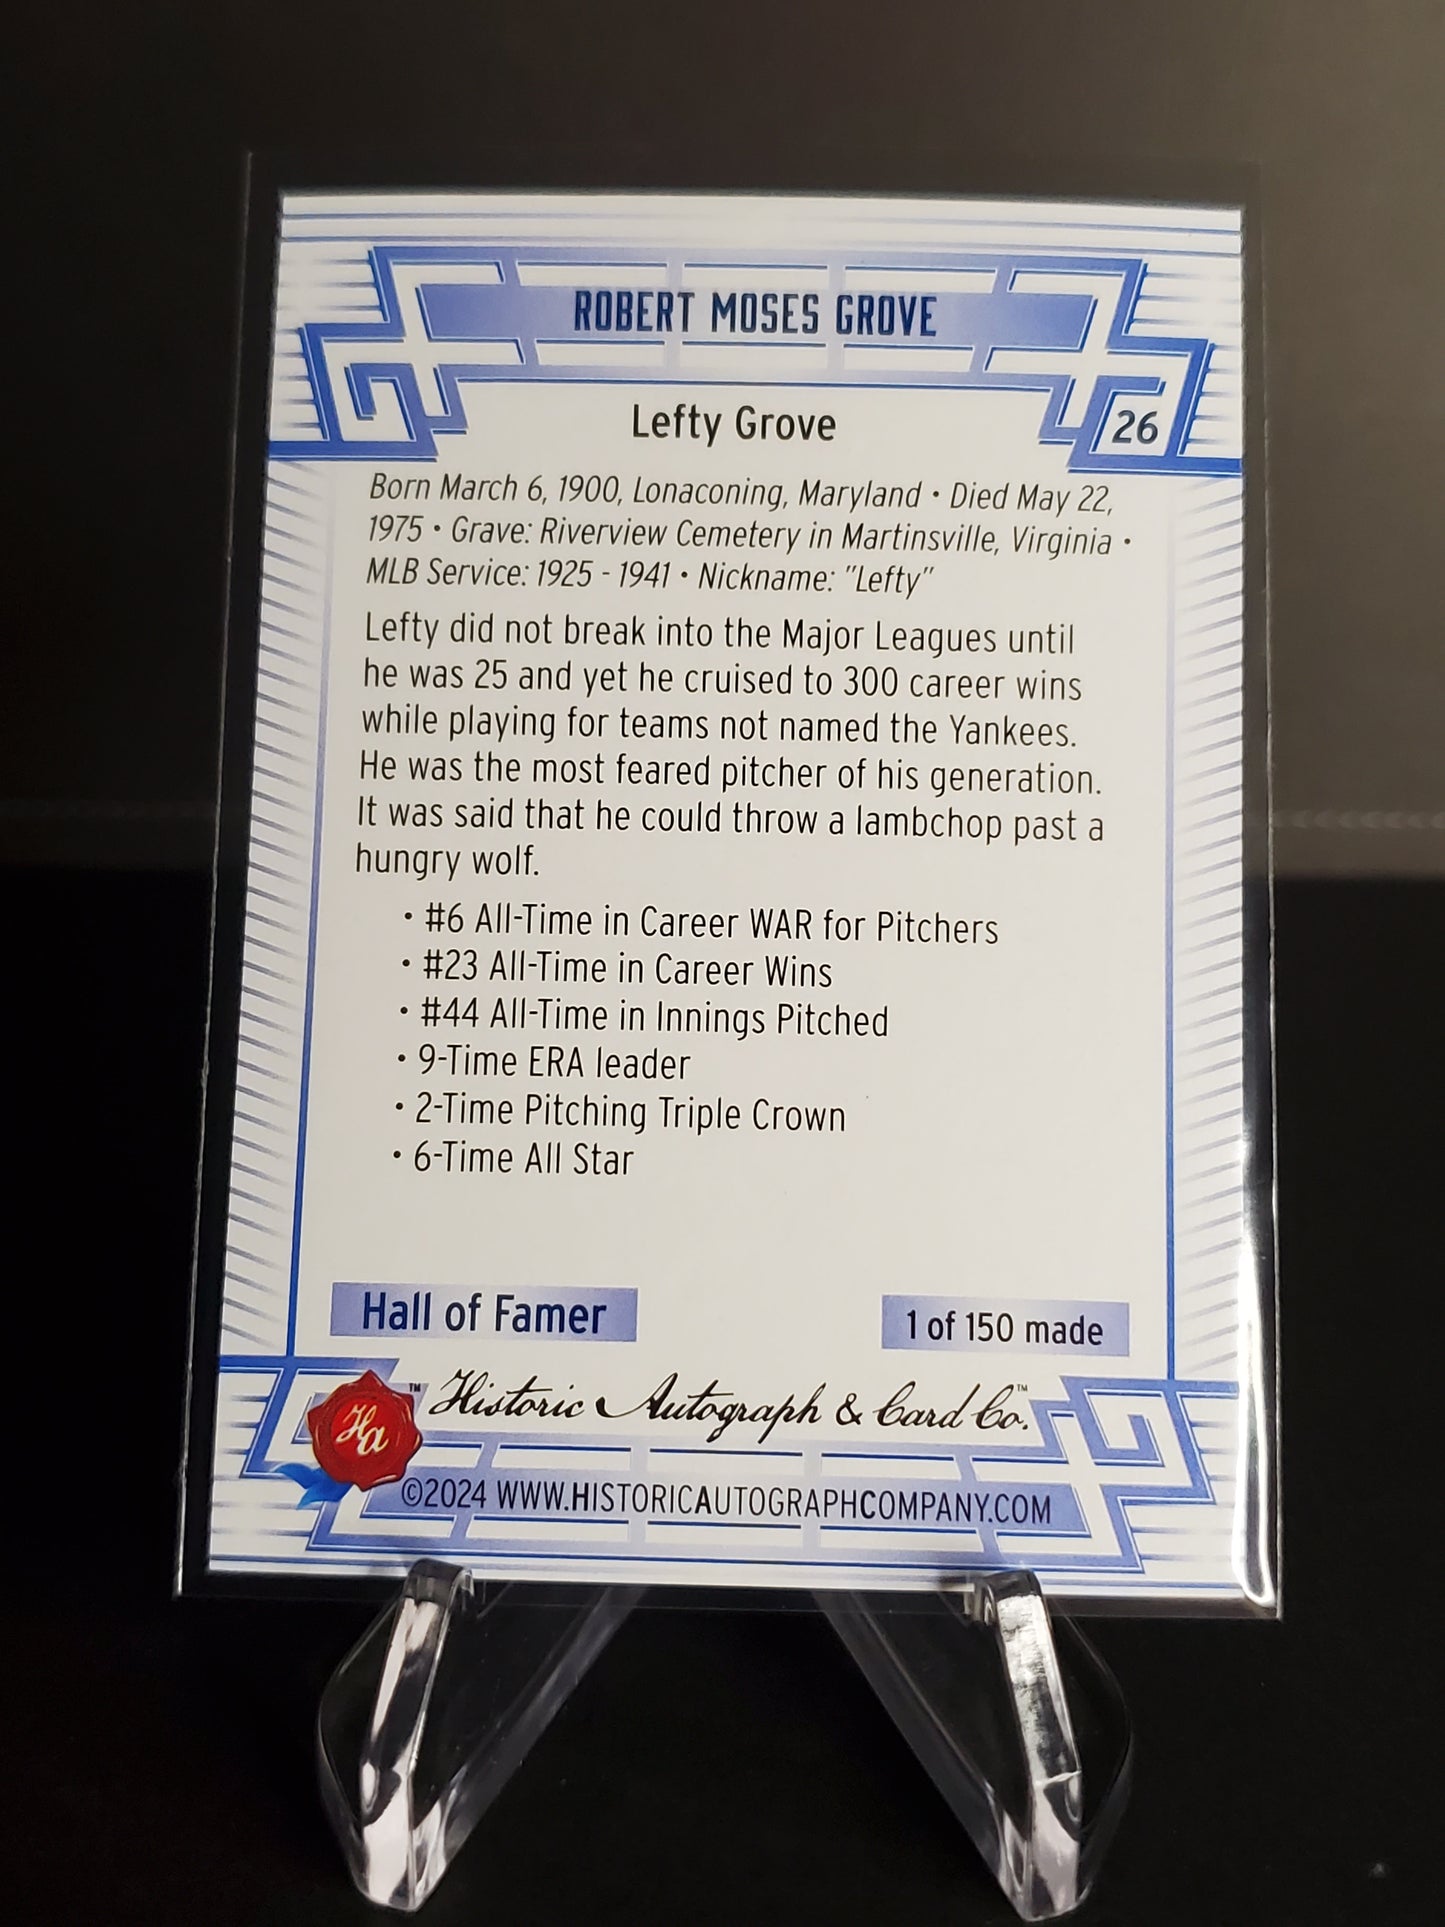 ROBERT MOSES GROVE
Lefty Grove
26
Born March 6, 1900, Lonaconing, Maryland • Died May 22,
1975 • Grave: Riverview Cemetery in Martinsville, Virginia •
MLB Service: 1925 - 1941 • Nickname: "Lefty"
Lefty did not break into the Major Leagues until
he was 25 and yet he cruised to 300 career wins
while playing for teams not named the Yankees.
He was the most feared pitcher of his generation.
It was said that he could throw a lambchop past a
hungry wolf.
• #6 All-Time in Career WAR for Pitchers
• #23 All-Time in Career Wins
• #44 All-Time in Innings Pitched
• 9-Time ERA leader
• 2-Time Pitching Triple Crown
• 6-Time All Star
Hall of Famer
1 of 150 made
Ha ™ Historic Autograph & Card Co.™
©2024 WWW.HISTORICAUTOGRAPHCOMPANY.COM